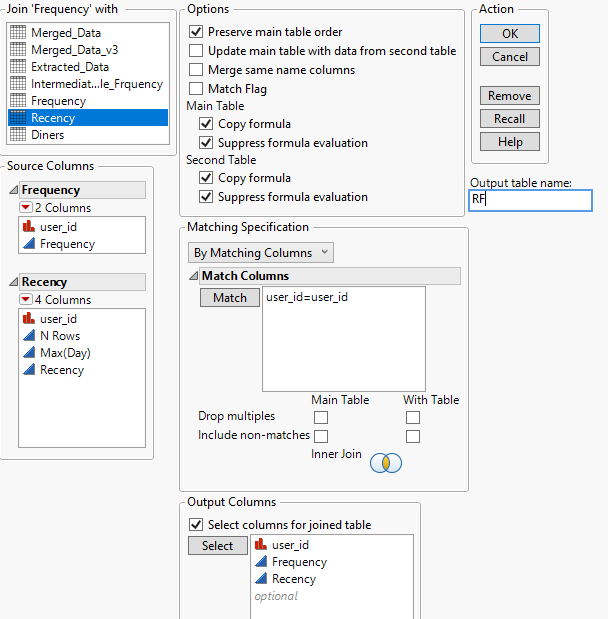 Join 'Frequency' with
Merged_Data
Merged_Data_v3
Extracted_Data
Intermediat...le_Frquency
Frequency
Recency
Diners
Source Columns
Frequency
2 Columns
user_id
Frequency
Recency
4 Columns
user_id
N Rows
Max(Day)
Recency
Options
Preserve main table order
Update main table with data from second table
Merge same name columns
Match Flag
Main Table
Copy formula
Suppress formula evaluation
Second Table
Copy formula
Suppress formula evaluation
Matching Specification
By Matching Columns
Match Columns
Match
user_id=user_id
Main Table
With Table
Drop multiples
Include non-matches
Inner Join
Output Columns
Select columns for joined table
Select
user_id
Frequency
Recency
optional
Action
OK
Cancel
Remove
Recall
Help
Output table name:
RF